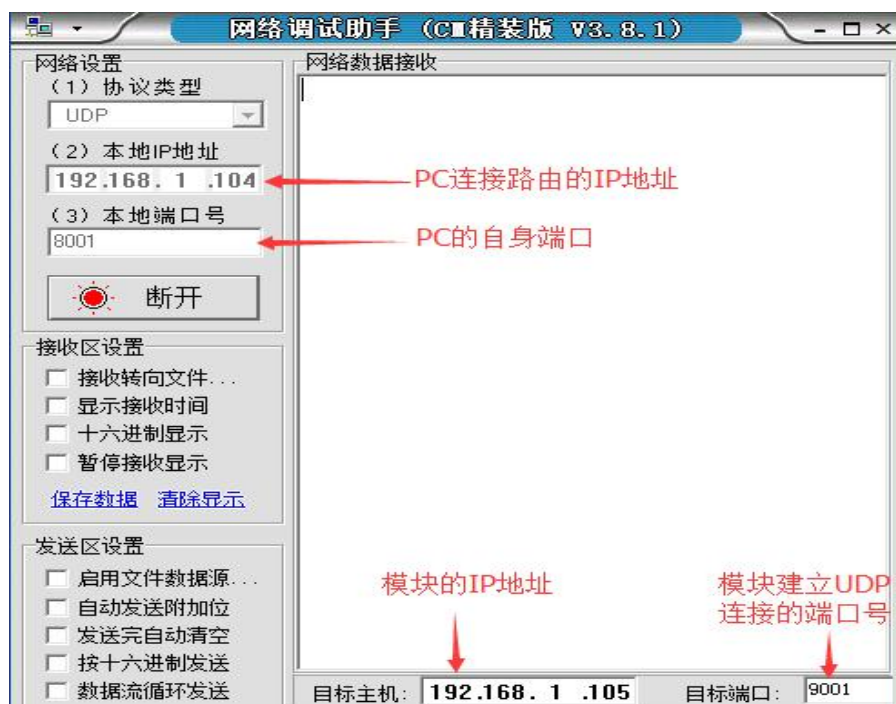 网络调试助手 (CM精装版 V3.8.1)
网络设置
(1) 协议类型
UDP
(2) 本地IP地址
192.168. 1 .104
(3) 本地端口号
8001
断开
接收区设置
接收转向文件...
显示接收时间
十六进制显示
暂停接收显示
保存数据 清除显示
发送区设置
启用文件数据源...
自动发送附加位
发送完自动清空
按十六进制发送
数据流循环发送
网络数据接收
PC连接路由的IP地址
PC的自身端口
模块的IP地址
模块建立UDP
连接的端口号
目标主机: 192.168. 1 .105
目标端口: 9001